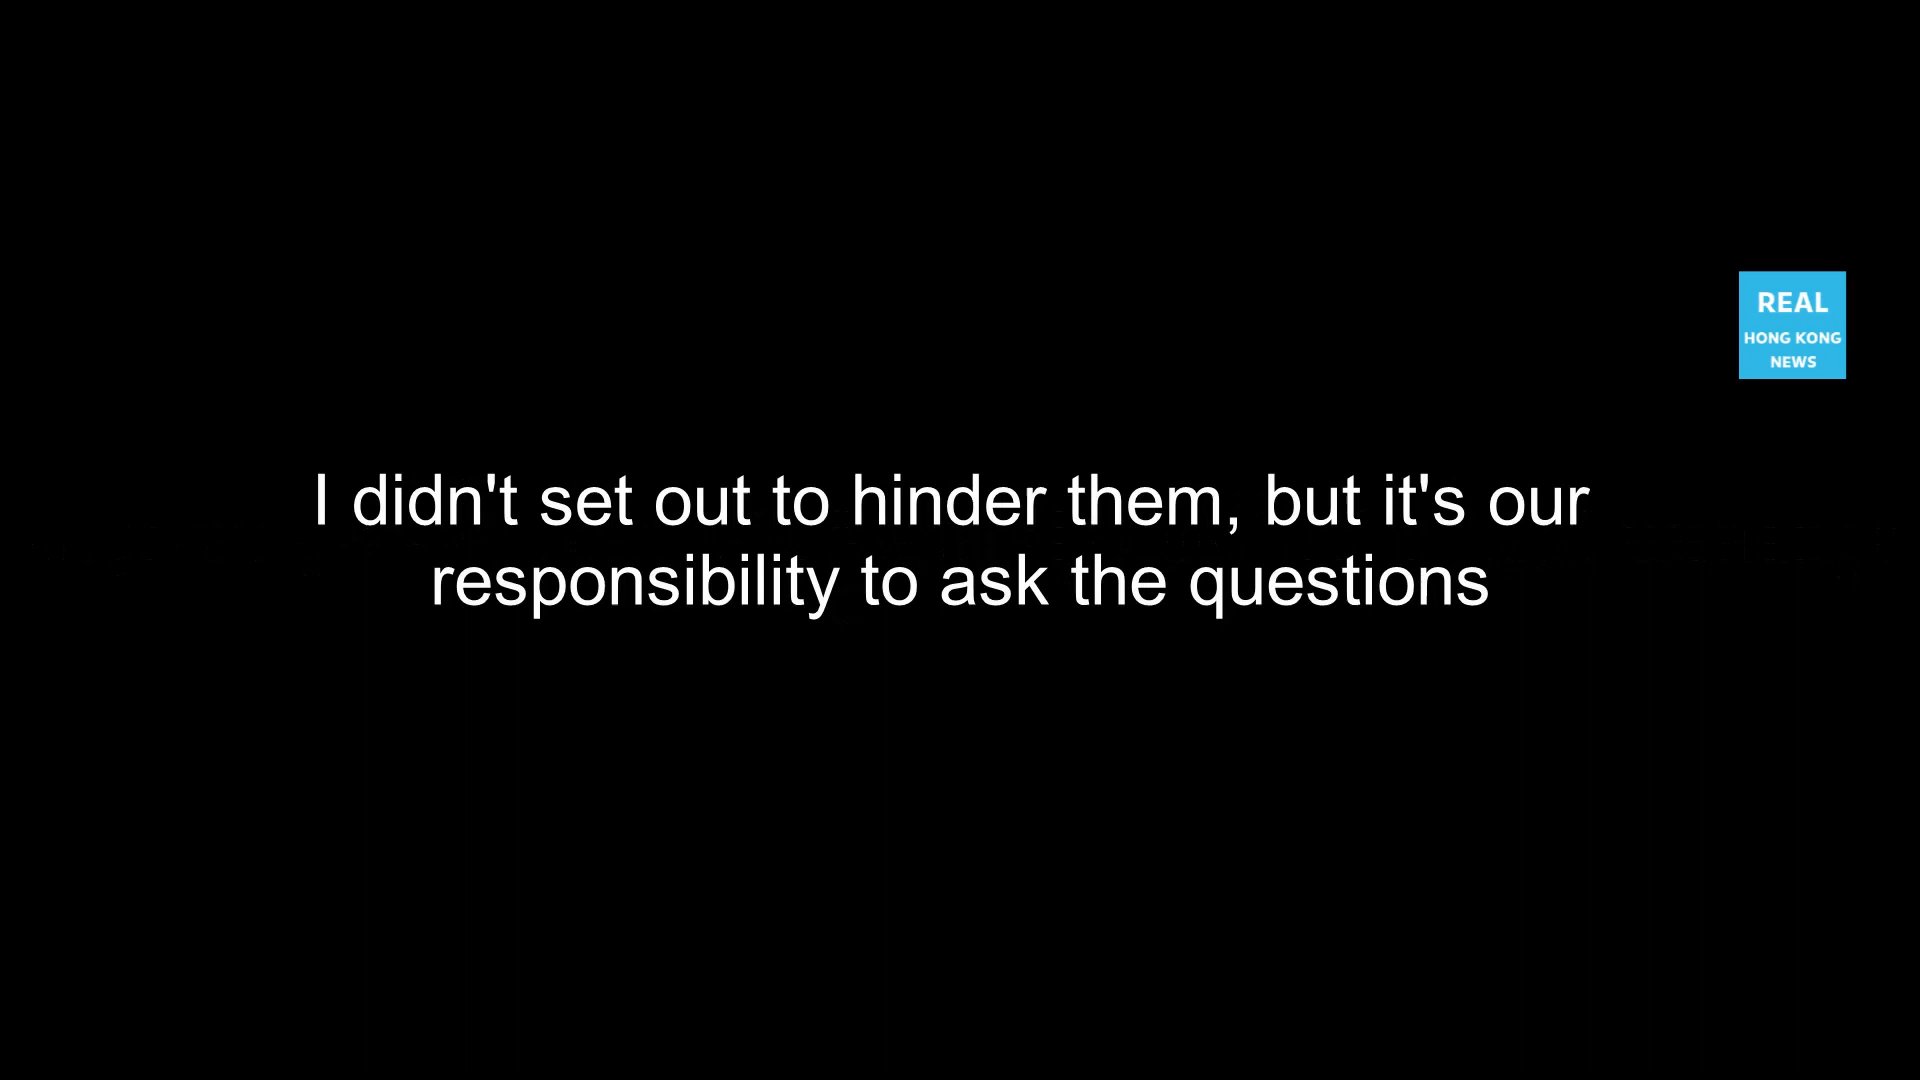 REAL
HONG KONG
NEWS
I didn't set out to hinder them, but it's our
responsibility to ask the questions